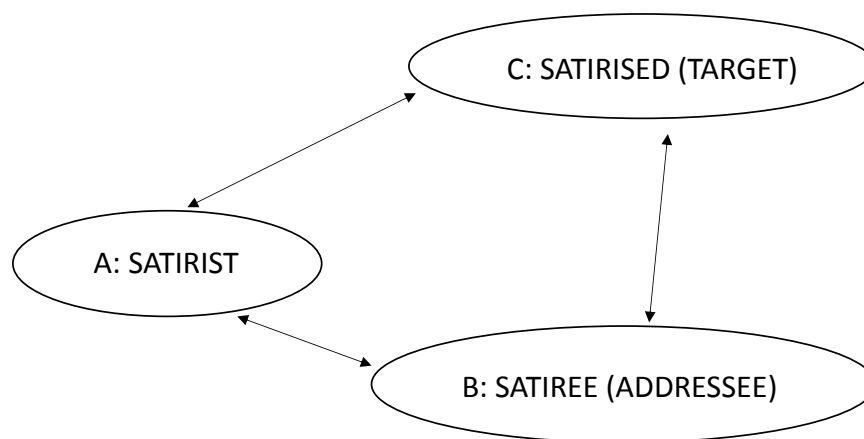 C: SATIRISED (TARGET)
A: SATIRIST
B: SATIREE (ADDRESSEE)